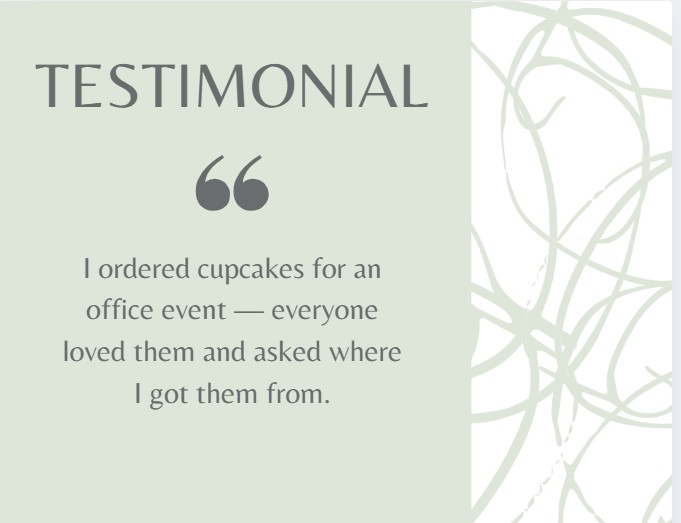 TESTIMONIAL
❝
I ordered cupcakes for an
office event — everyone
loved them and asked where
I got them from.